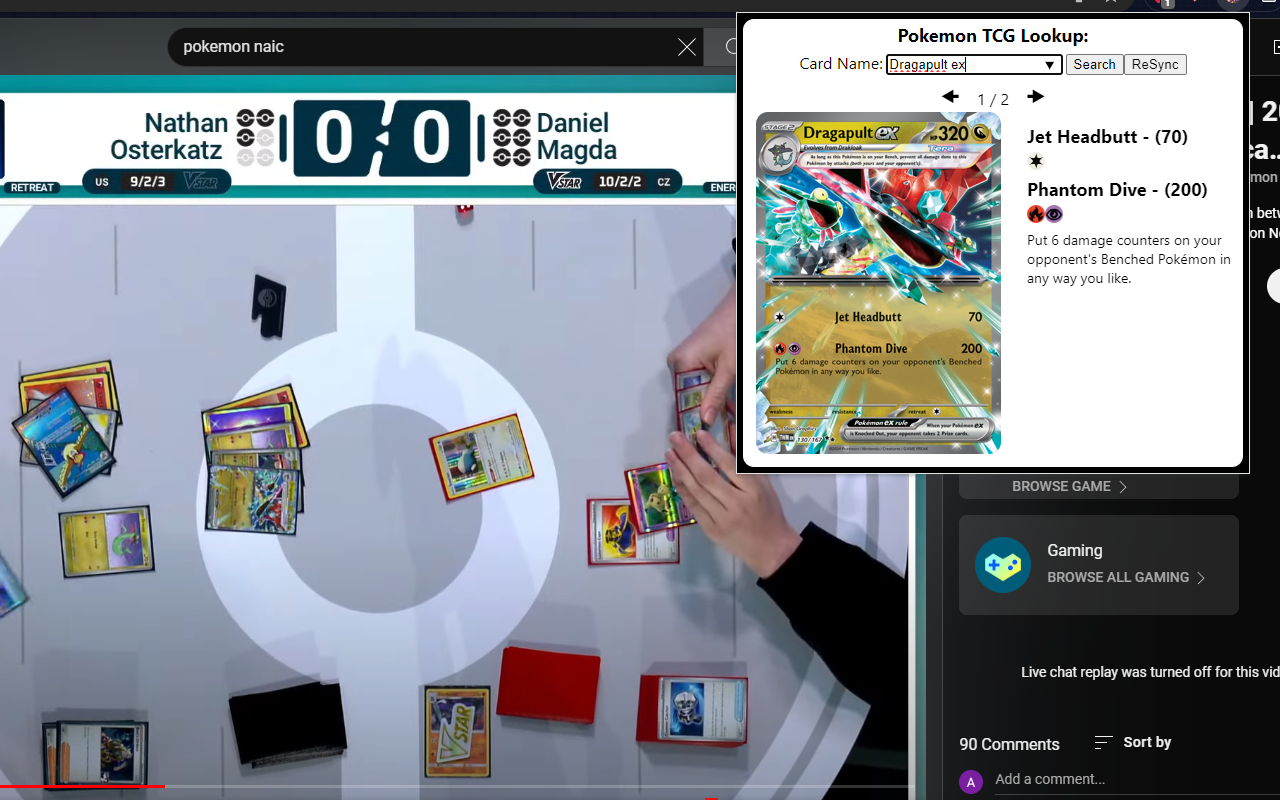 pokemon naic
Nathan
Osterkatz
0 0
Daniel
Magda
RETREAT
US 9/2/3 VSTAR
VSTAR 10/2/2 CZ
ENER
VSTAR
Pokemon TCG Lookup:
Card Name: Dragapult ex Search ReSync
1 / 2
STAGE 2 Dragapult ex HP 320
Evolves from Drakloak Tera
As long as this Pokémon is on your Bench, prevent all damage done to this
Pokémon by attacks (both yours and your opponent's).
Jet Headbutt 70
Phantom Dive 200
Put 6 damage counters on your opponent's Benched
Pokémon in any way you like.
weakness resistance retreat
Pokémon ex rule When your Pokémon ex
is Knocked Out, your opponent takes 2 Prize cards.
130/167
Jet Headbutt - (70)
Phantom Dive - (200)
Put 6 damage counters on your
opponent's Benched Pokémon in
any way you like.
BROWSE GAME
Gaming
BROWSE ALL GAMING
Live chat replay was turned off for this vid
90 Comments Sort by
A Add a comment...